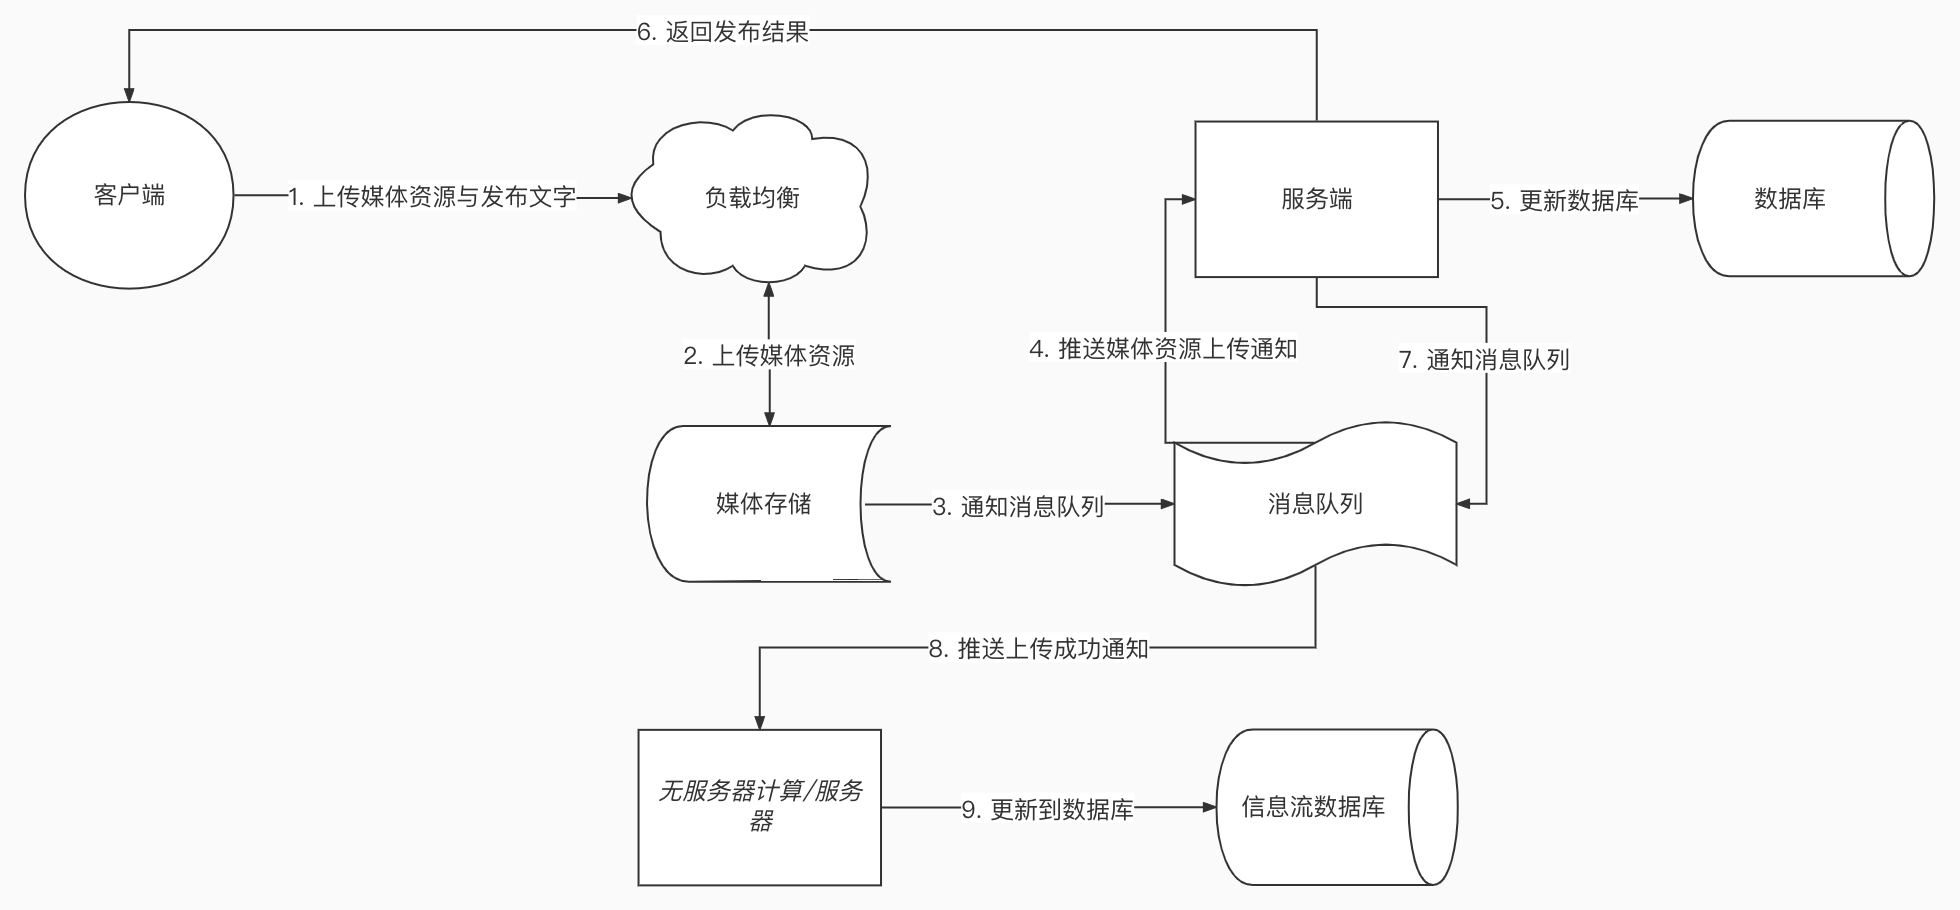 6. 返回发布结果
客户端
1. 上传媒体资源与发布文字
负载均衡
服务端
5. 更新数据库
数据库
2. 上传媒体资源
4. 推送媒体资源上传通知
7. 通知消息队列
媒体存储
3. 通知消息队列
消息队列
8. 推送上传成功通知
无服务器计算/服务
器
9. 更新到数据库
信息流数据库